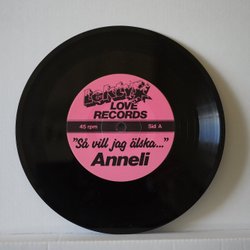 LOVE
RECORDS
45 rpm Sid A
"Så vill jag älska..."
Anneli